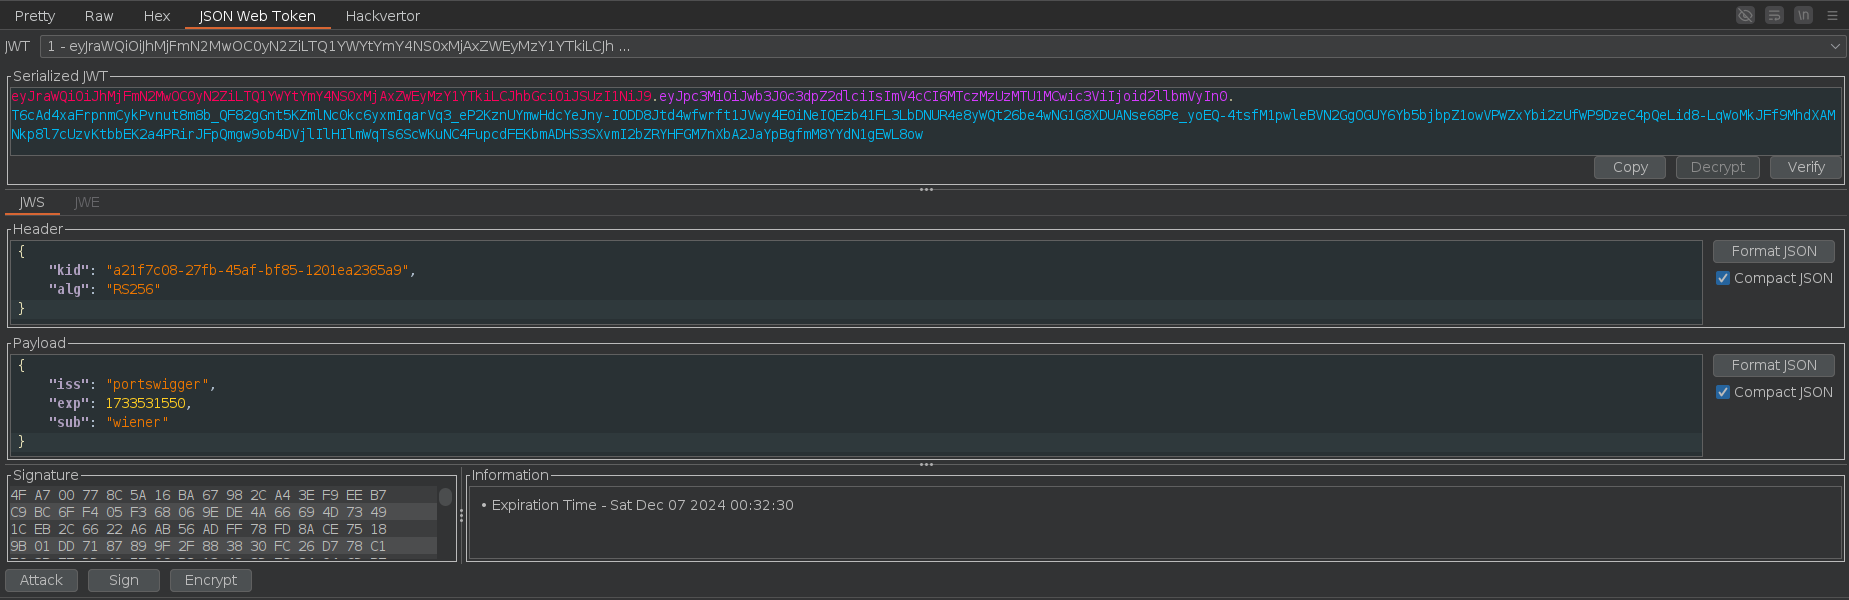 Pretty Raw Hex JSON Web Token Hackvertor \n
JWT 1 - eyJraWQiOiJhMjFmN2MwOC0yN2ZiLTQ1YWYtYmY4NS0xMjAxZWEyMzY1YTkiLCJh ...
Serialized JWT
eyJraWQiOiJhMjFmN2MwOC0yN2ZiLTQ1YWYtYmY4NS0xMjAxZWEyMzY1YTkiLCJhbGciOiJSUzI1NiJ9.eyJpc3MiOiJwb3J0c3dpZ2dlciIsImV4cCI6MTczMzUzMTU1MCwic3ViIjoid2llbmVyIn0.
T6cAd4xaFrpnmCykPvnut8m8b_QF82gGnt5KZmlNc0kc6yxmIqarVq3_eP2KznUYmwHdcYeJny-IODD8Jtd4wfwrft1JVWy4E0iNeIQEzb41FL3LbDNUR4e8yWQt26be4wNG1G8XDUANse68Pe_yoEQ-4tsfM1pwleBVN2GgOGUY6Yb5bjbpZ1owVPWZxYbi2zUfWP9DzeC4pQeLid8-LqWoMkJFf9MhdXAM
Nkp8l7cUzvKtbbEK2a4PRirJFpQmgw9ob4DVjlIlHIlmWqTs6ScWKuNC4FupcdFEKbmADHS3SXvmI2bZRYHFGM7nXbA2JaYpBgfmM8YYdN1gEWL8ow
Copy Decrypt Verify
JWS JWE
Header
{
"kid": "a21f7c08-27fb-45af-bf85-1201ea2365a9",
"alg": "RS256"
}
Format JSON
Compact JSON
Payload
{
"iss": "portswigger",
"exp": 1733531550,
"sub": "wiener"
}
Format JSON
Compact JSON
Signature
4F A7 00 77 8C 5A 16 BA 67 98 2C A4 3E F9 EE B7
C9 BC 6F F4 05 F3 68 06 9E DE 4A 66 69 4D 73 49
1C EB 2C 66 22 A6 AB 56 AD FF 78 FD 8A CE 75 18
9B 01 DD 71 87 89 9F 2F 88 38 30 FC 26 D7 78 C1
Information
• Expiration Time - Sat Dec 07 2024 00:32:30
Attack Sign Encrypt